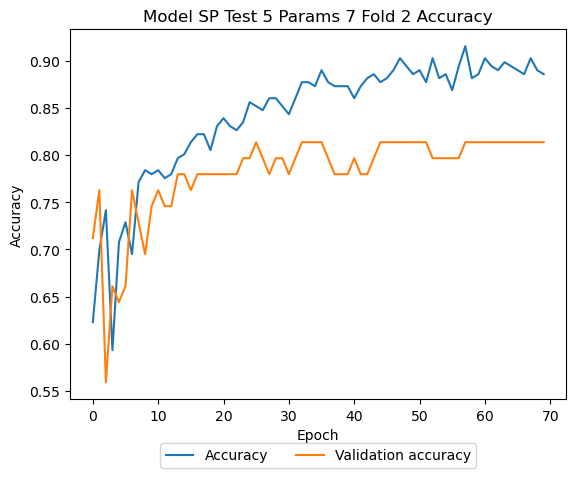 Model SP Test 5 Params 7 Fold 2 Accuracy
Accuracy
0.90
0.85
0.80
0.75
0.70
0.65
0.60
0.55
0 10 20 30 40 50 60 70
Epoch
Accuracy Validation accuracy